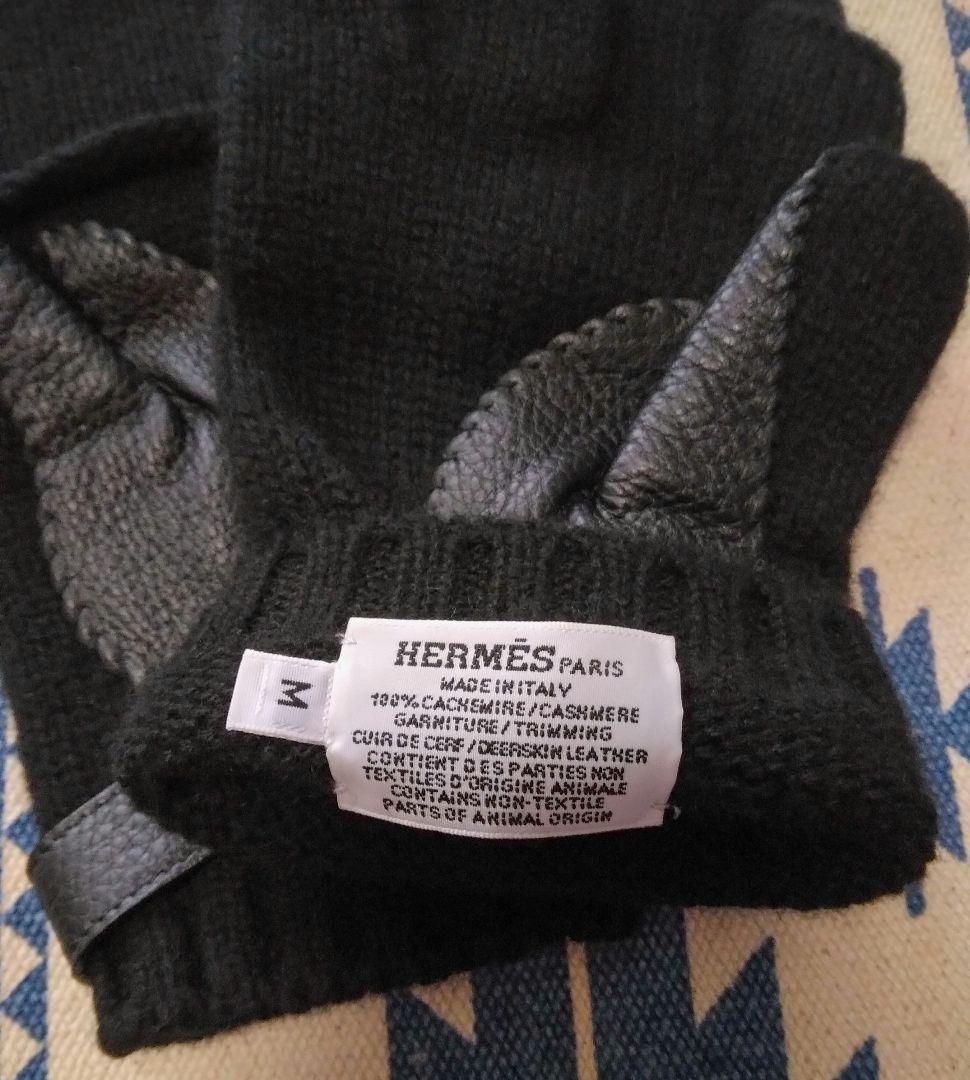 HERMĒS PARIS
MADE IN ITALY
100% CACHEMIRE / CASHMERE
GARNITURE / TRIMMING
CUIR DE CERF / DEERSKIN LEATHER
CONTIENT DES PARTIES NON
TEXTILES D'ORIGINE ANIMALE
CONTAINS NON-TEXTILE
PARTS OF ANIMAL ORIGIN
M